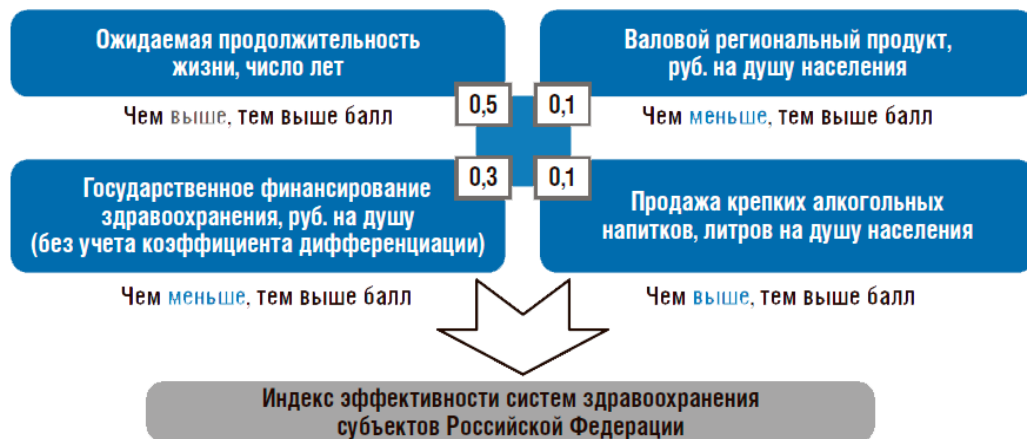 Ожидаемая продолжительность
жизни, число лет
0,5
Чем выше, тем выше балл
Валовой региональный продукт,
руб. на душу населения
0,1
Чем меньше, тем выше балл
Государственное финансирование
здравоохранения, руб. на душу
(без учета коэффициента дифференциации)
0,3
Чем меньше, тем выше балл
0,1
Продажа крепких алкогольных
напитков, литров на душу населения
Чем выше, тем выше балл
Индекс эффективности систем здравоохранения
субъектов Российской Федерации